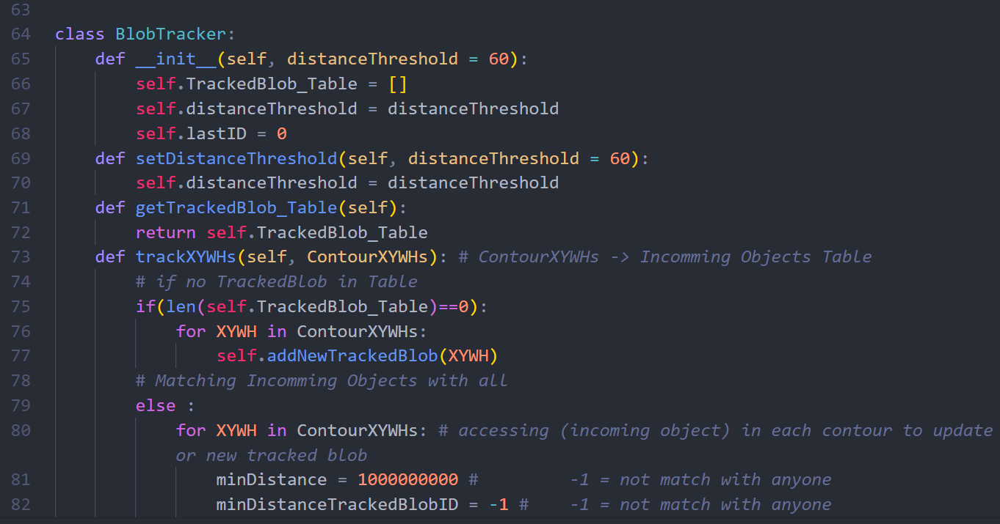 63
64 class BlobTracker:
65     def __init__(self, distanceThreshold = 60):
66         self.TrackedBlob_Table = []
67         self.distanceThreshold = distanceThreshold
68         self.lastID = 0
69     def setDistanceThreshold(self, distanceThreshold = 60):
70         self.distanceThreshold = distanceThreshold
71     def getTrackedBlob_Table(self):
72         return self.TrackedBlob_Table
73     def trackXYWHs(self, ContourXYWHs): # ContourXYWHs -> Incomming Objects Table
74         # if no TrackedBlob in Table
75         if(len(self.TrackedBlob_Table)==0):
76             for XYWH in ContourXYWHs:
77                 self.addNewTrackedBlob(XYWH)
78         # Matching Incomming Objects with all
79         else :
80             for XYWH in ContourXYWHs: # accessing (incoming object) in each contour to update
            or new tracked blob
81                 minDistance = 1000000000 #         -1 = not match with anyone
82                 minDistanceTrackedBlobID = -1 #    -1 = not match with anyone